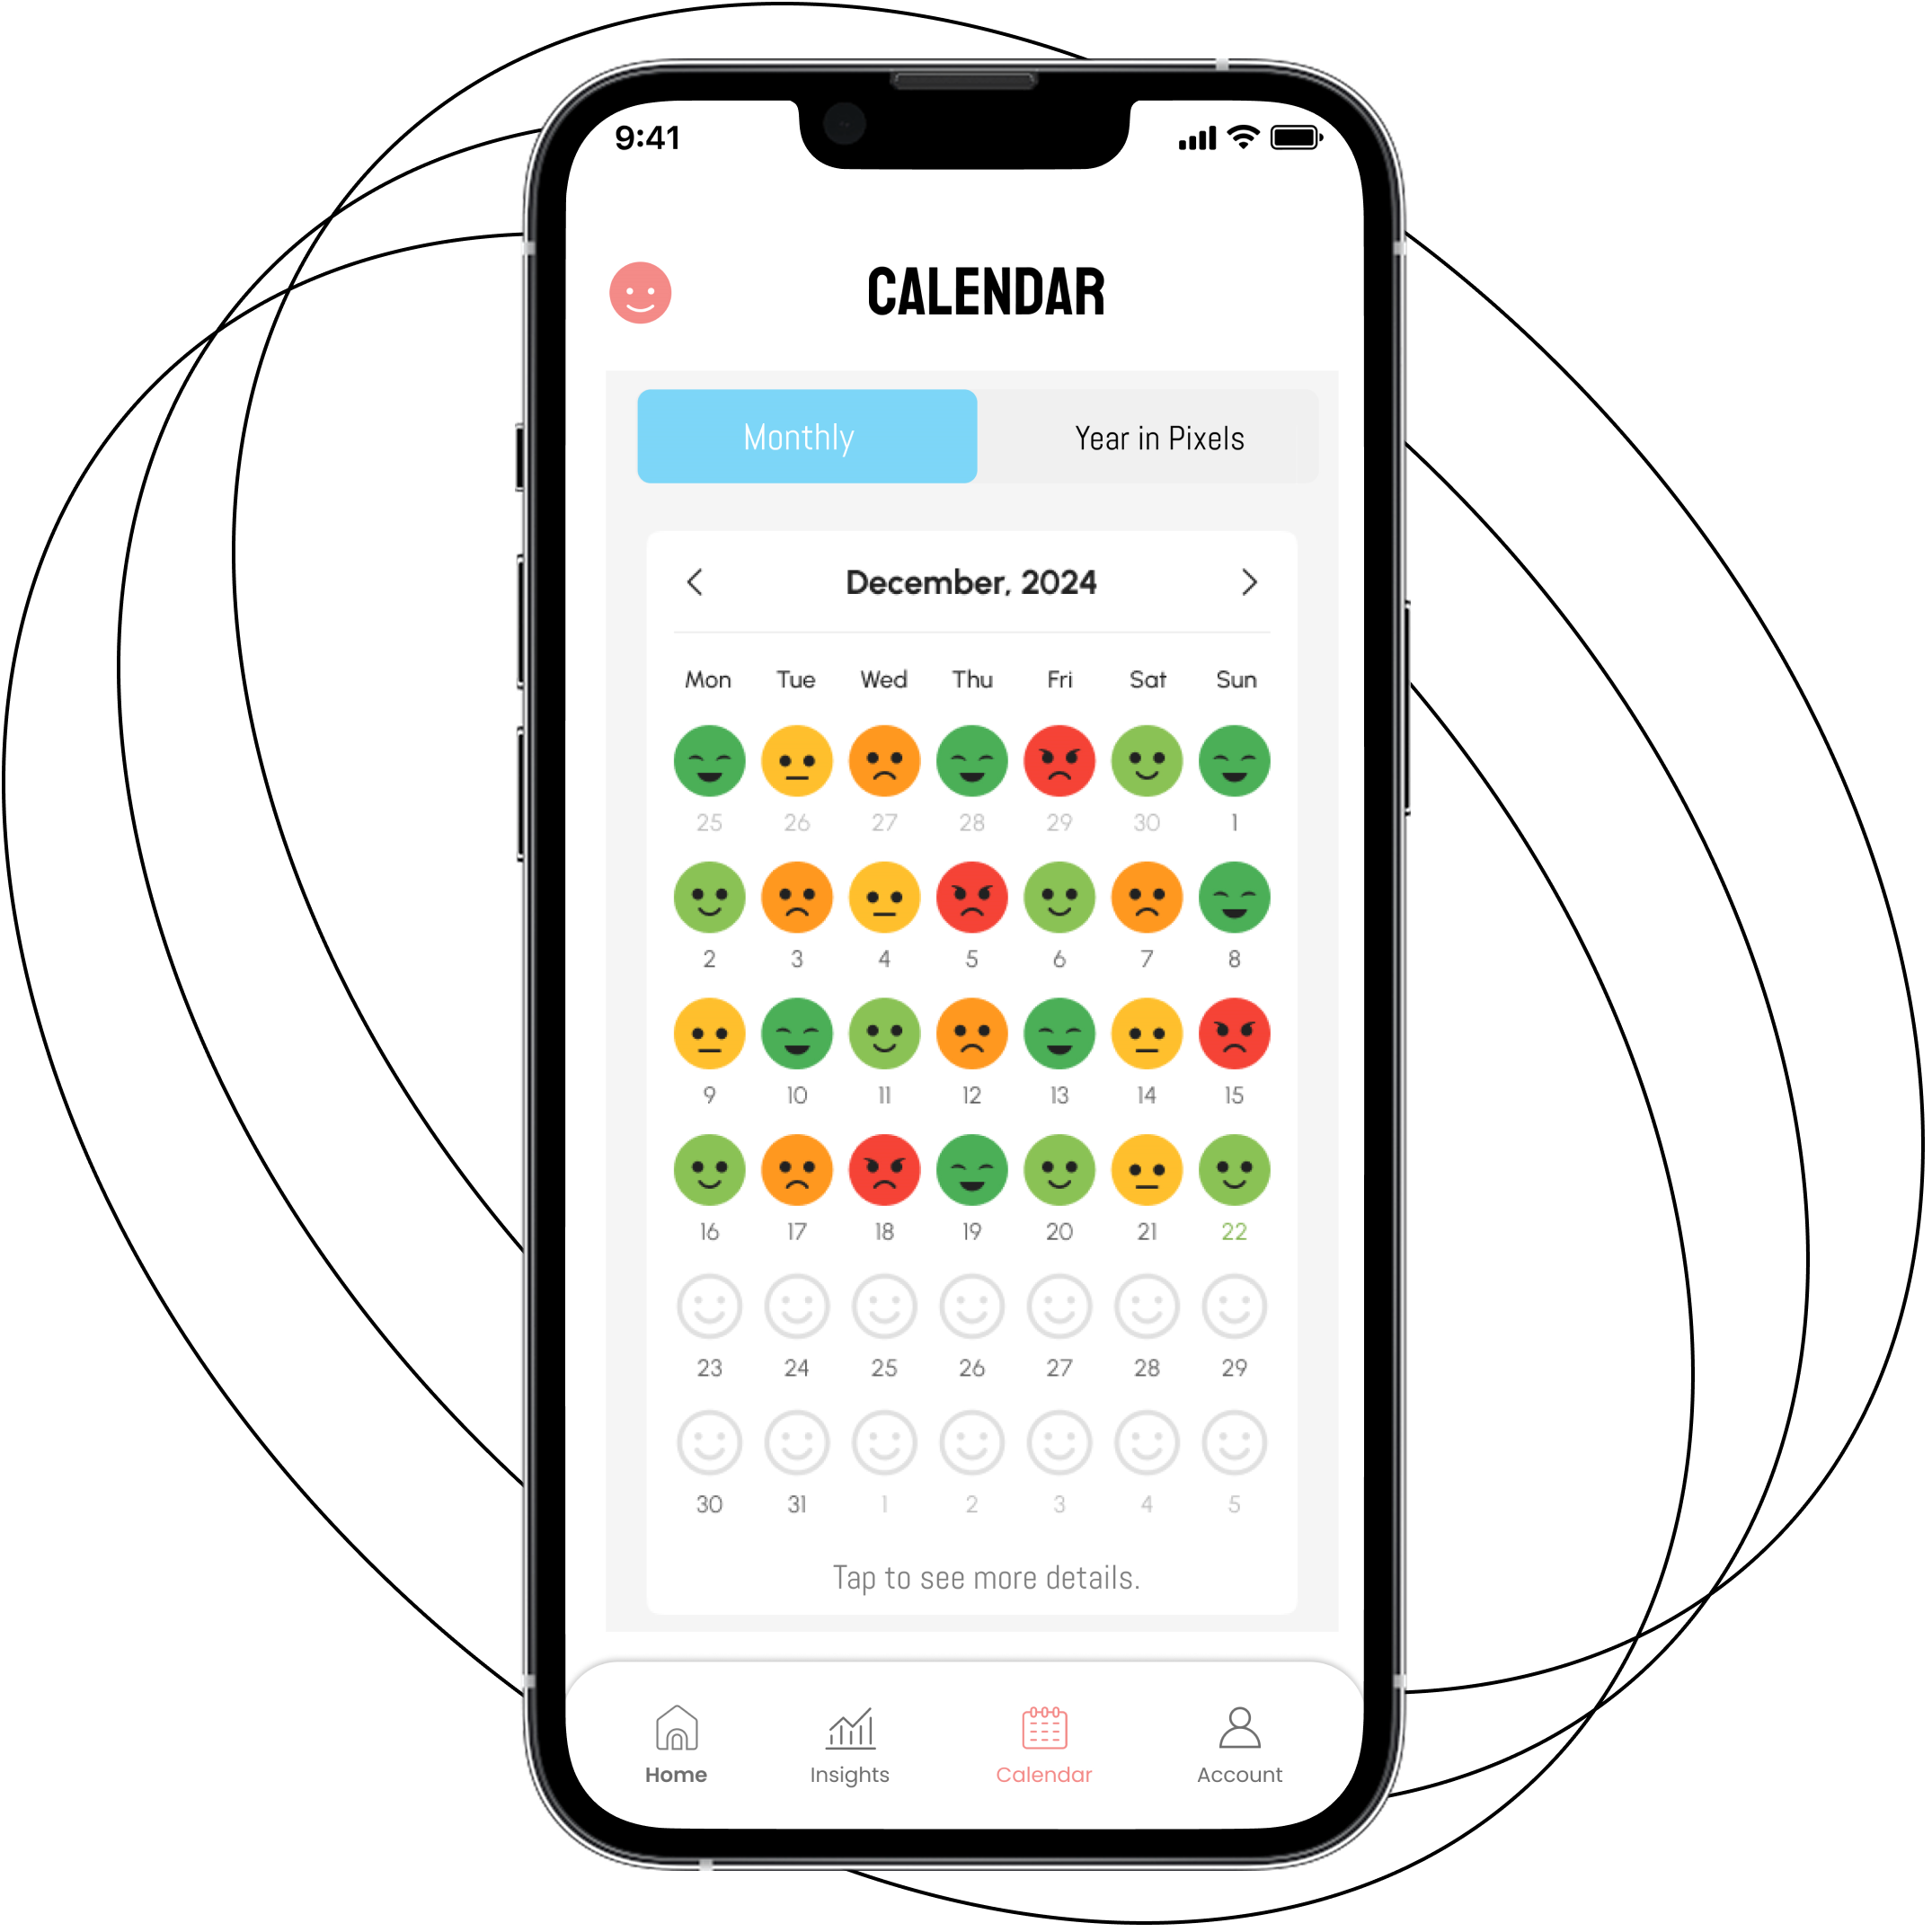 9:41
CALENDAR
Monthly Year in Pixels
December, 2024
Mon Tue Wed Thu Fri Sat Sun
25 26 27 28 29 30 1
2 3 4 5 6 7 8
9 10 11 12 13 14 15
16 17 18 19 20 21 22
23 24 25 26 27 28 29
30 31 1 2 3 4 5
Tap to see more details.
Home Insights Calendar Account